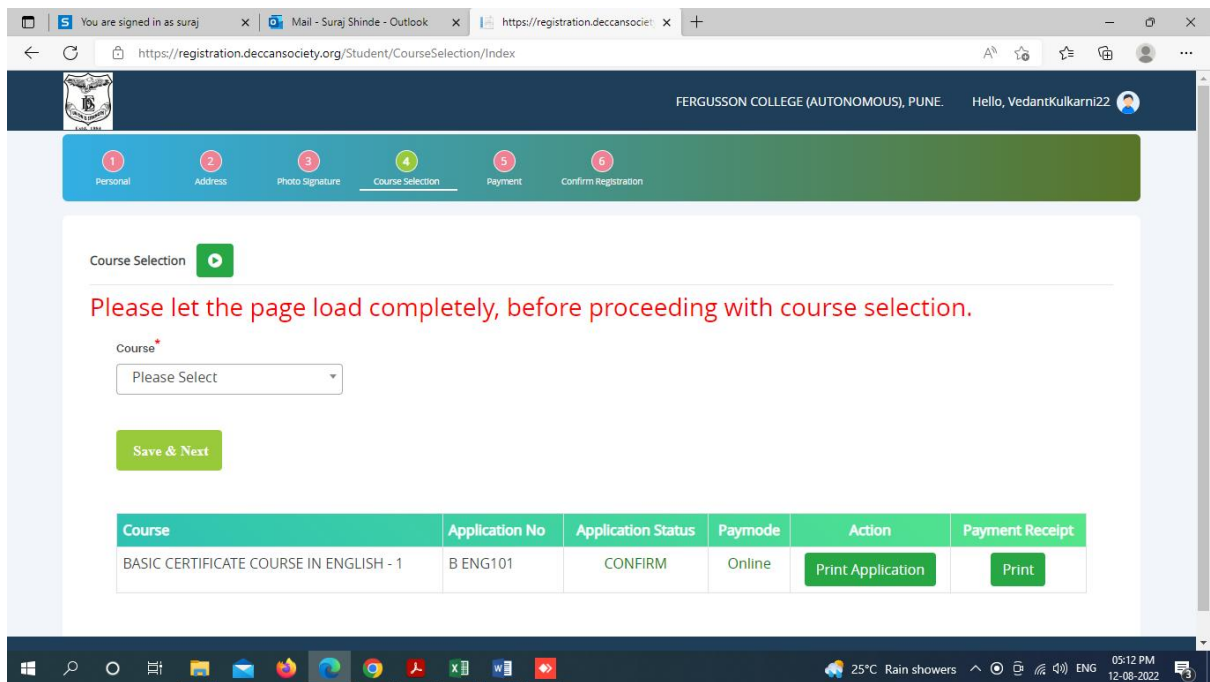 You are signed in as suraj
Mail - Suraj Shinde - Outlook
https://registration.deccansociet
https://registration.deccansociety.org/Student/CourseSelection/Index
FERGUSSON COLLEGE (AUTONOMOUS), PUNE. Hello, VedantKulkarni22
1 2 3 4 5 6
Personal Address Photo Signature Course Selection Payment Confirm Registration
Course Selection
Please let the page load completely, before proceeding with course selection.
Course*
Please Select
Save & Next
Course Application No Application Status Paymode Action Payment Receipt
BASIC CERTIFICATE COURSE IN ENGLISH - 1 B ENG101 CONFIRM Online Print Application Print
25°C Rain showers ENG 05:12 PM
12-08-2022
3